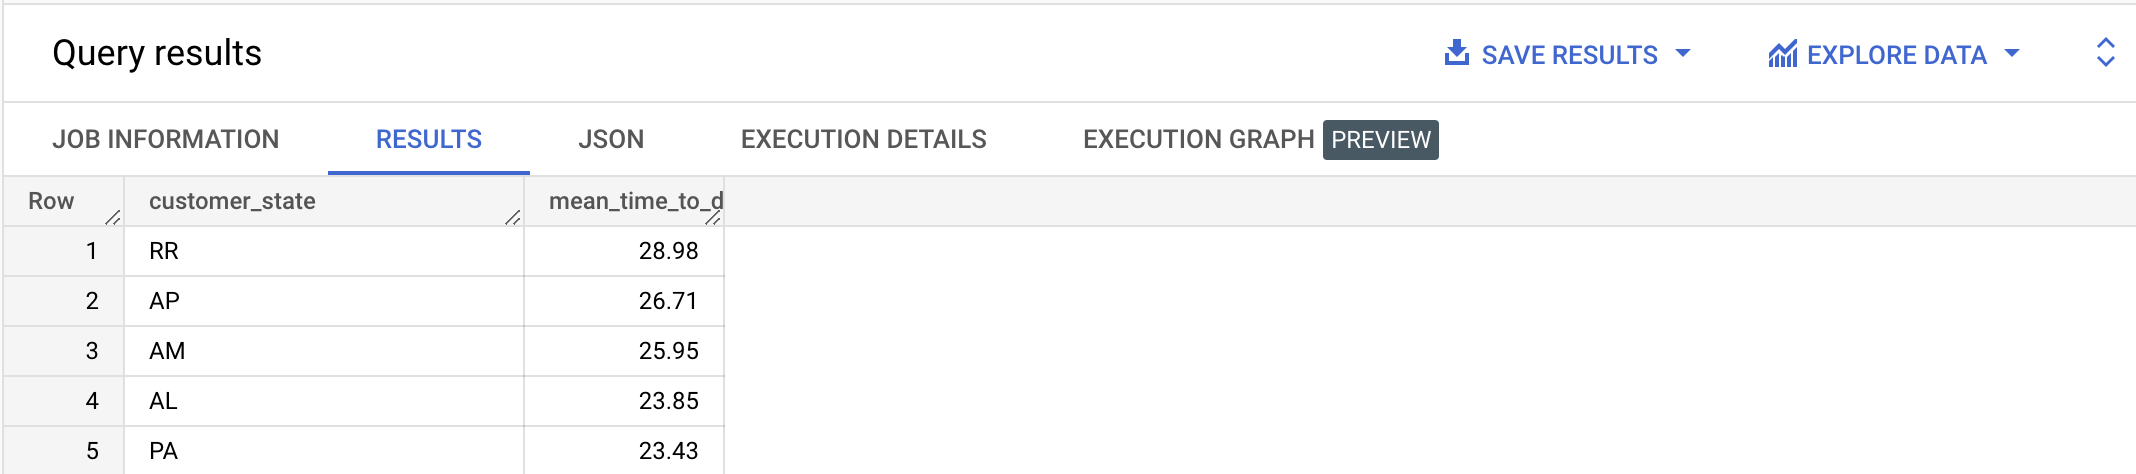 Query results SAVE RESULTS EXPLORE DATA
JOB INFORMATION RESULTS JSON EXECUTION DETAILS EXECUTION GRAPH PREVIEW
Row customer_state mean_time_to_d
1 RR 28.98
2 AP 26.71
3 AM 25.95
4 AL 23.85
5 PA 23.43